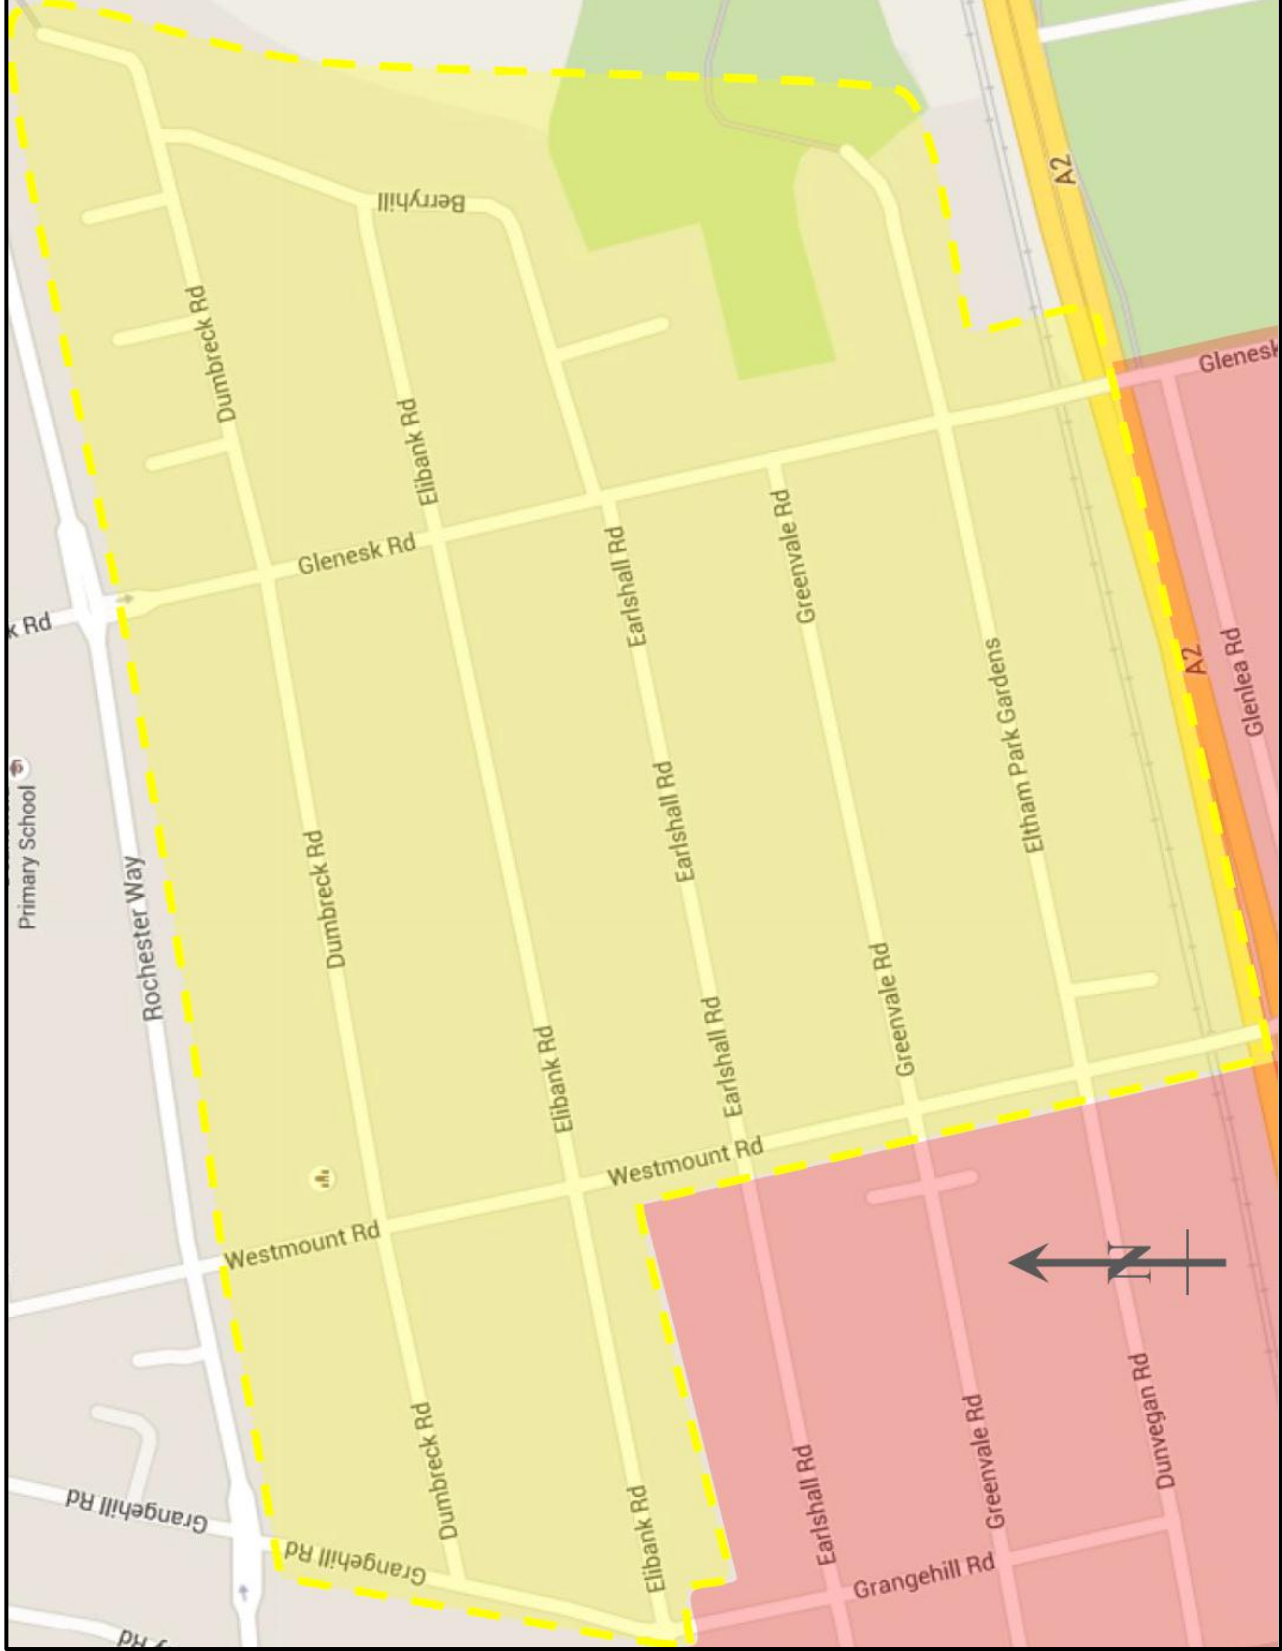 A2
Berryhill
Dumbreck Rd
Glenesk
Elibank Rd
Greenvale Rd
Glenesk Rd
Earlshall Rd
k Rd
Glenlea Rd
A2
Eltham Park Gardens
Primary School
Earlshall Rd
Rochester Way
Dumbreck Rd
Greenvale Rd
Earlshall Rd
Elibank Rd
Westmount Rd
Westmount Rd
N
Dunvegan Rd
Greenvale Rd
Dumbreck Rd
Earlshall Rd
Elibank Rd
Grangehill Rd
Grangehill Rd
Grangehill Rd
y Rd